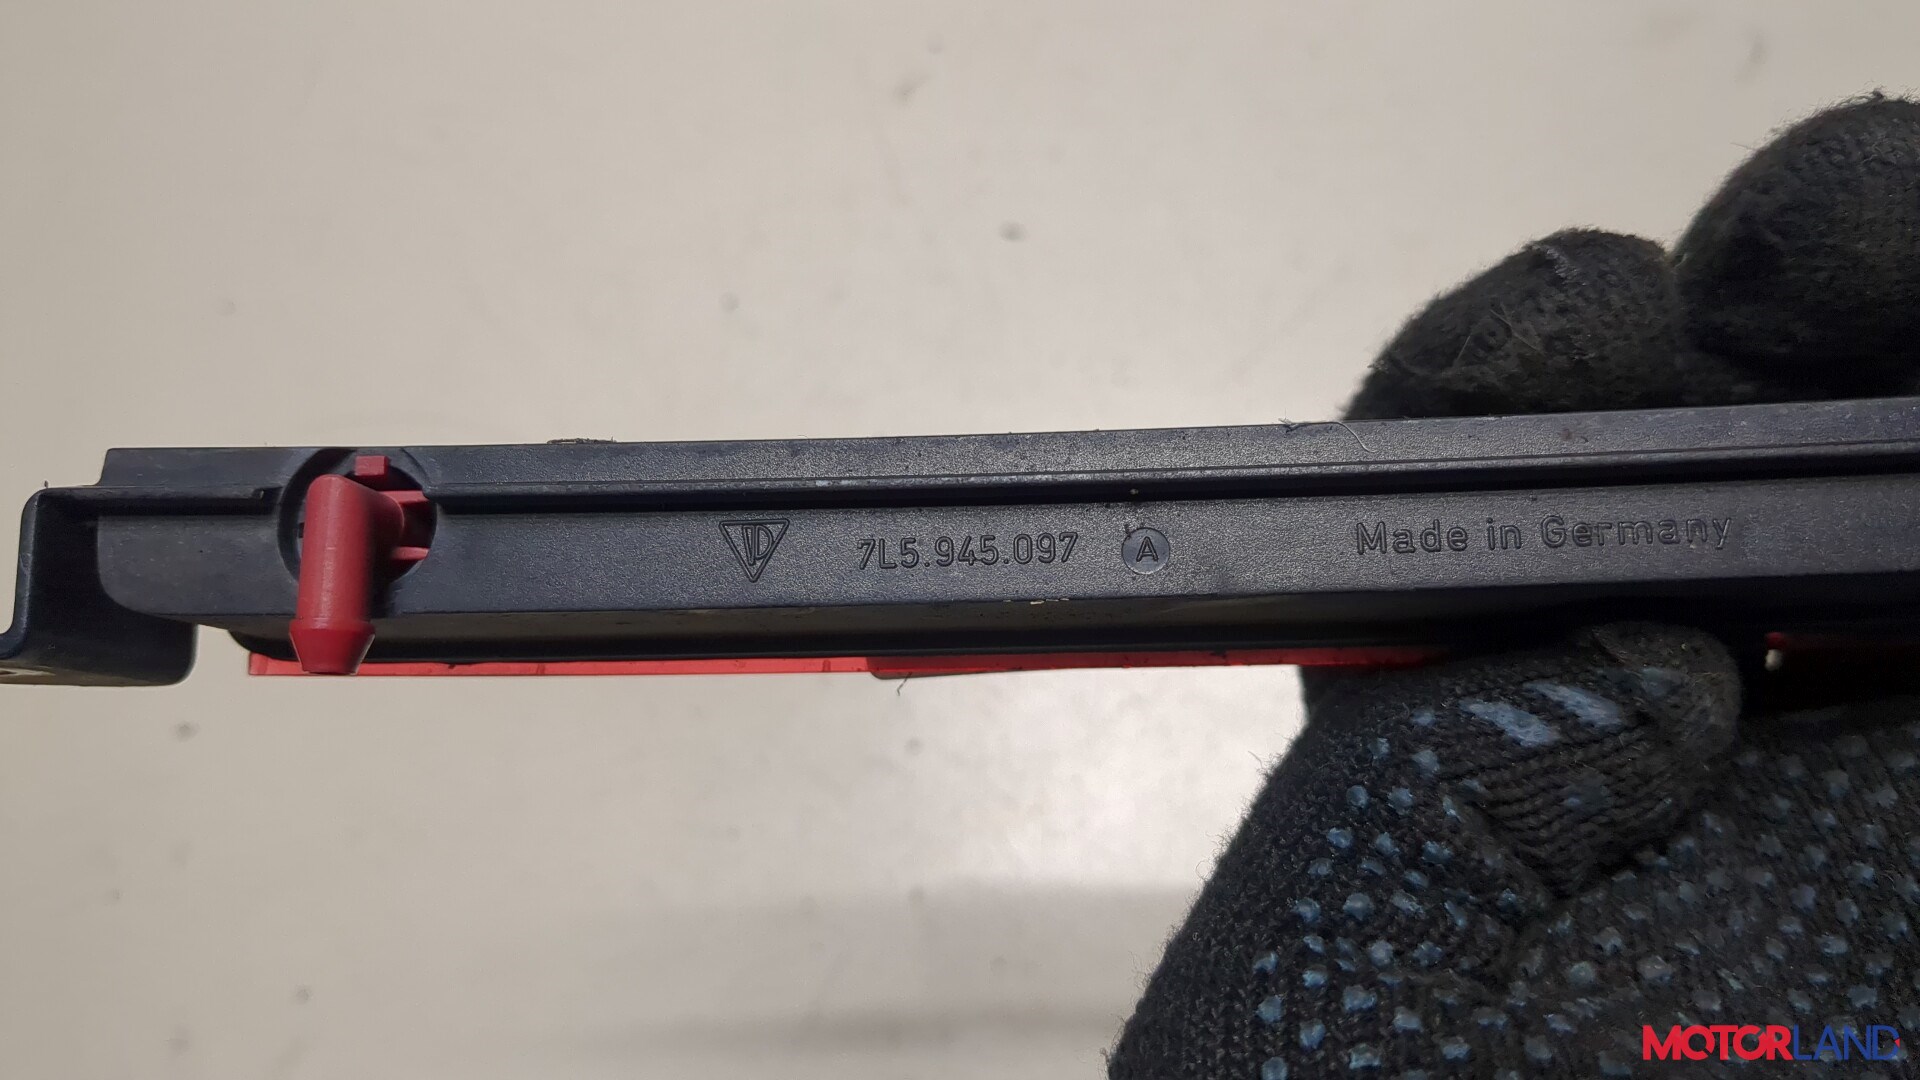 7L5.945.097 A Made in Germany
MOTORLAND